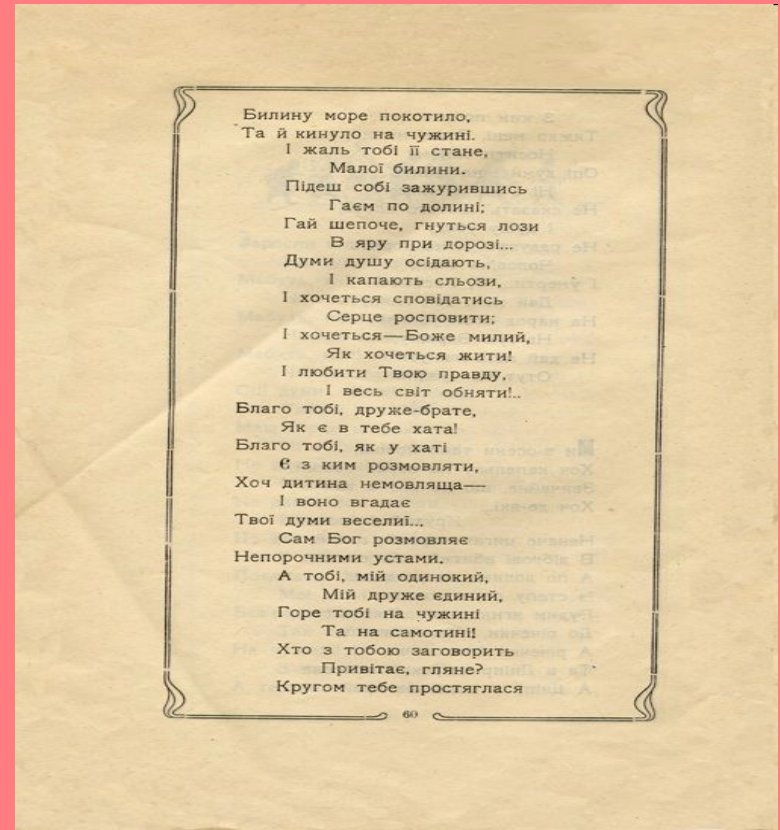 Билину море покотило,
Та й кинуло на чужині.
І жаль тобі її стане,
Малої билини.
Підеш собі зажурившись
Гаєм по долині;
Гай шепоче, гнуться лози
В яру при дорозі...
Думи душу осідають,
І капають сльози,
І хочеться сповідатись
Серце росповити;
І хочеться—Боже милий,
Як хочеться жити!
І любити Твою правду,
І весь світ обняти!..
Благо тобі, друже-брате,
Як є в тебе хата!
Благо тобі, як у хаті
Є з ким розмовляти,
Хоч дитина немовляща—
І воно вгадає
Твої думи веселиї...
Сам Бог розмовляє
Непорочними устами.
А тобі, мій одинокий,
Мій друже єдиний,
Горе тобі на чужині
Та на самотині!
Хто з тобою заговорить
Привітає, гляне?
Кругом тебе простяглася
60